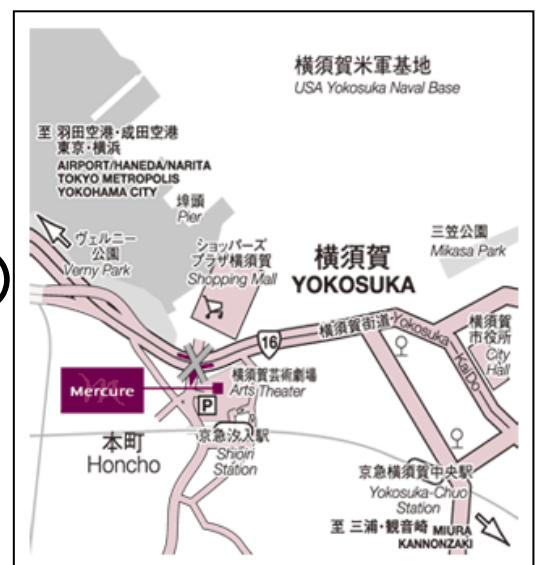 横須賀米軍基地
USA Yokosuka Naval Base
至 羽田空港・成田空港
東京・横浜
AIRPORT/HANEDA/NARITA
TOKYO METROPOLIS
YOKOHAMA CITY
埠頭
Pier
ヴェルニー
公園
Verny Park
ショッパーズ
プラザ横須賀
Shopping Mall
三笠公園
Mikasa Park
横須賀
YOKOSUKA
16
横須賀街道
Yokosuka
KaiDo
横須賀
市役所
City
Hall
Mercure
横須賀芸術劇場
Arts Theater
P
京急汐入駅
Shioiri
Station
本町
Honcho
京急横須賀中央駅
Yokosuka-Chuo
Station
至 三浦・観音崎 MIURA
KANNONZAKI